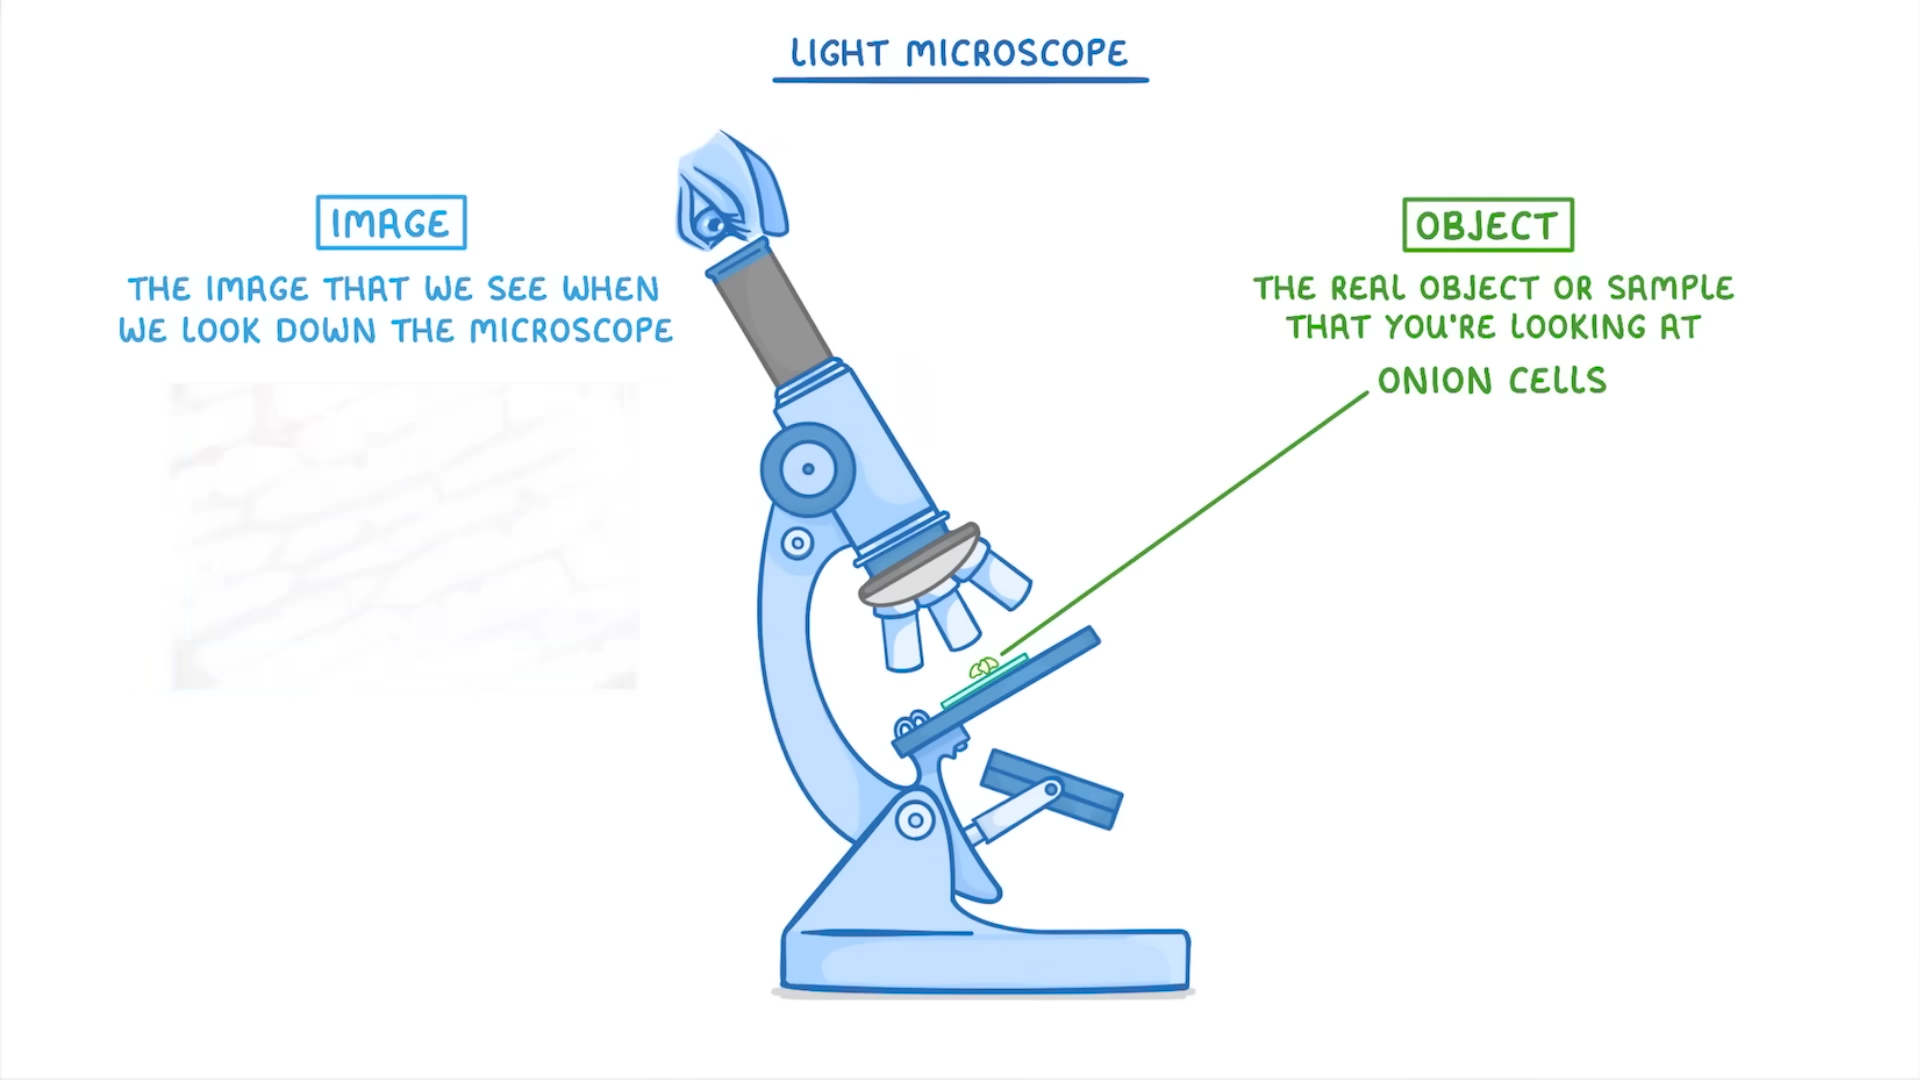 LIGHT MICROSCOPE
IMAGE
THE IMAGE THAT WE SEE WHEN
WE LOOK DOWN THE MICROSCOPE
OBJECT
THE REAL OBJECT OR SAMPLE
THAT YOU'RE LOOKING AT
ONION CELLS